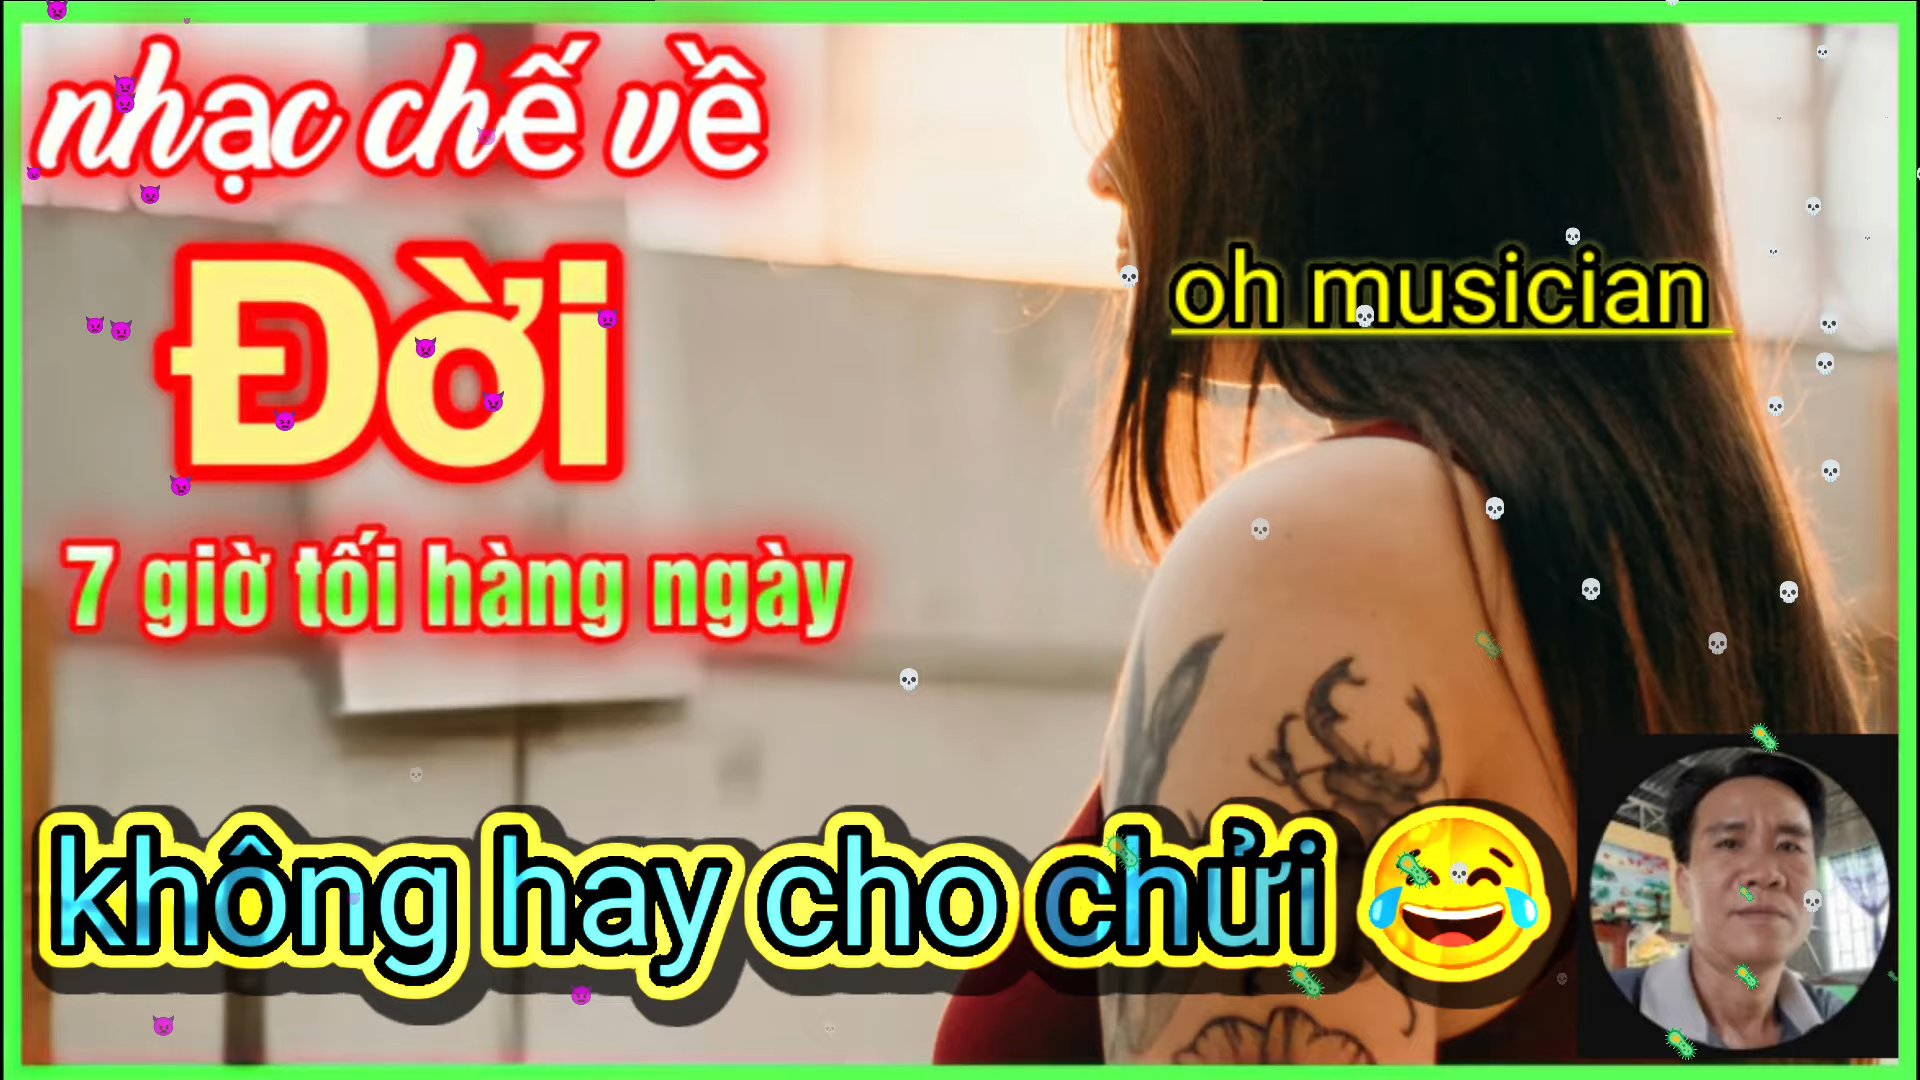 nhạc chế về
Đời
oh musician
7 giờ tối hàng ngày
không hay cho chửi 😂